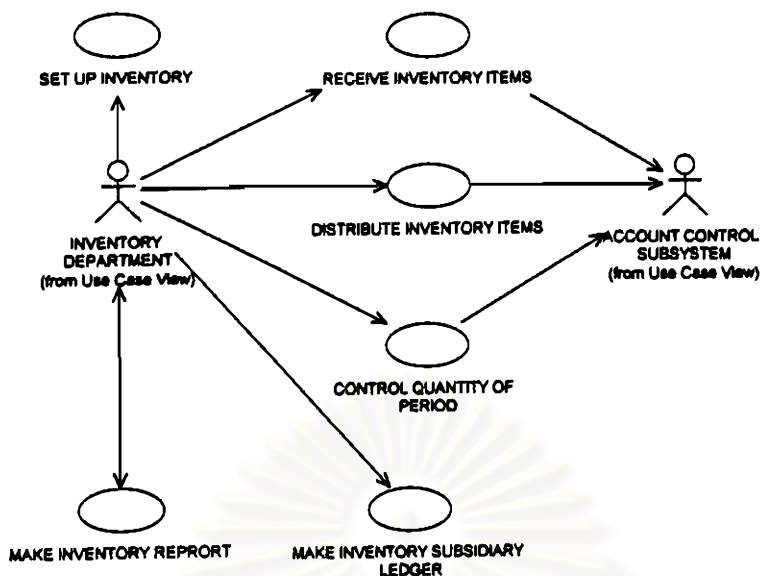 SET UP INVENTORY
RECEIVE INVENTORY ITEMS
DISTRIBUTE INVENTORY ITEMS
INVENTORY
DEPARTMENT
(from Use Case View)
ACCOUNT CONTROL
SUBSYSTEM
(from Use Case View)
CONTROL QUANTITY OF
PERIOD
MAKE INVENTORY REPRORT
MAKE INVENTORY SUBSIDIARY
LEDGER